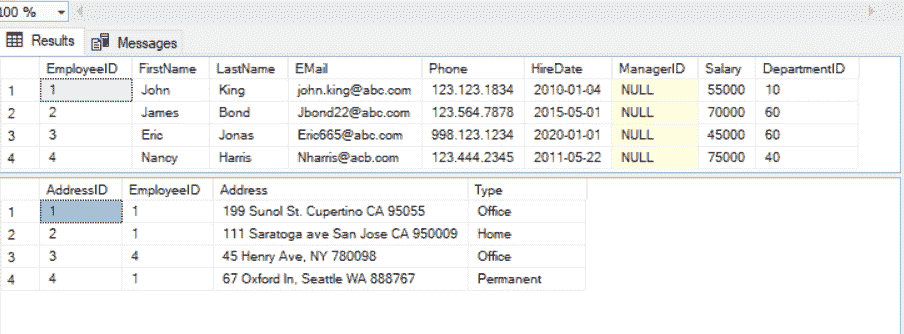 100 %
Results Messages
EmployeeID FirstName LastName EMail Phone HireDate ManagerID Salary DepartmentID
1 1 John King john.king@abc.com 123.123.1834 2010-01-04 NULL 55000 10
2 2 James Bond Jbond22@abc.com 123.564.7878 2015-05-01 NULL 70000 60
3 3 Eric Jonas Eric665@abc.com 998.123.1234 2020-01-01 NULL 45000 60
4 4 Nancy Harris Nharris@acb.com 123.444.2345 2011-05-22 NULL 75000 40
AddressID EmployeeID Address Type
1 1 1 199 Sunol St. Cupertino CA 95055 Office
2 2 1 111 Saratoga ave San Jose CA 950009 Home
3 3 4 45 Henry Ave, NY 780098 Office
4 4 1 67 Oxford ln, Seattle WA 888767 Permanent